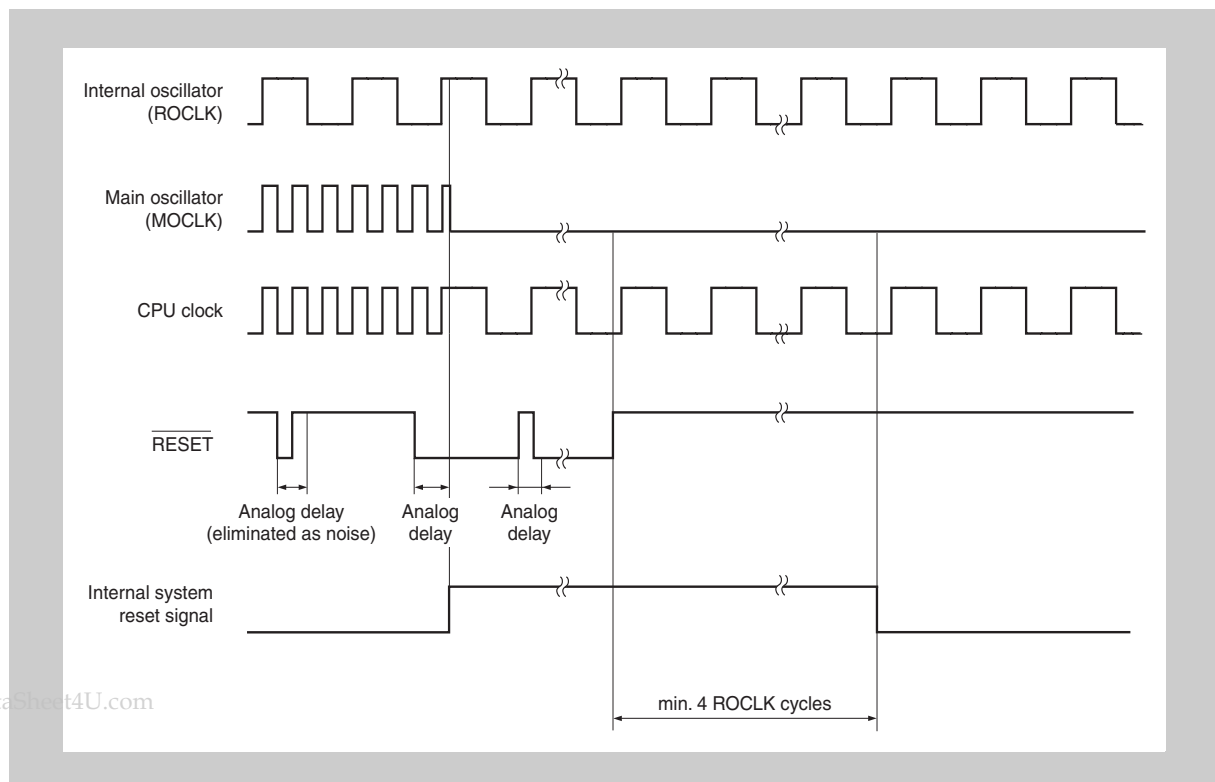 Internal oscillator
(ROCLK)
Main oscillator
(MOCLK)
CPU clock
RESET
Analog delay
(eliminated as noise)
Analog
delay
Analog
delay
Internal system
reset signal
min. 4 ROCLK cycles
aSheet4U.com